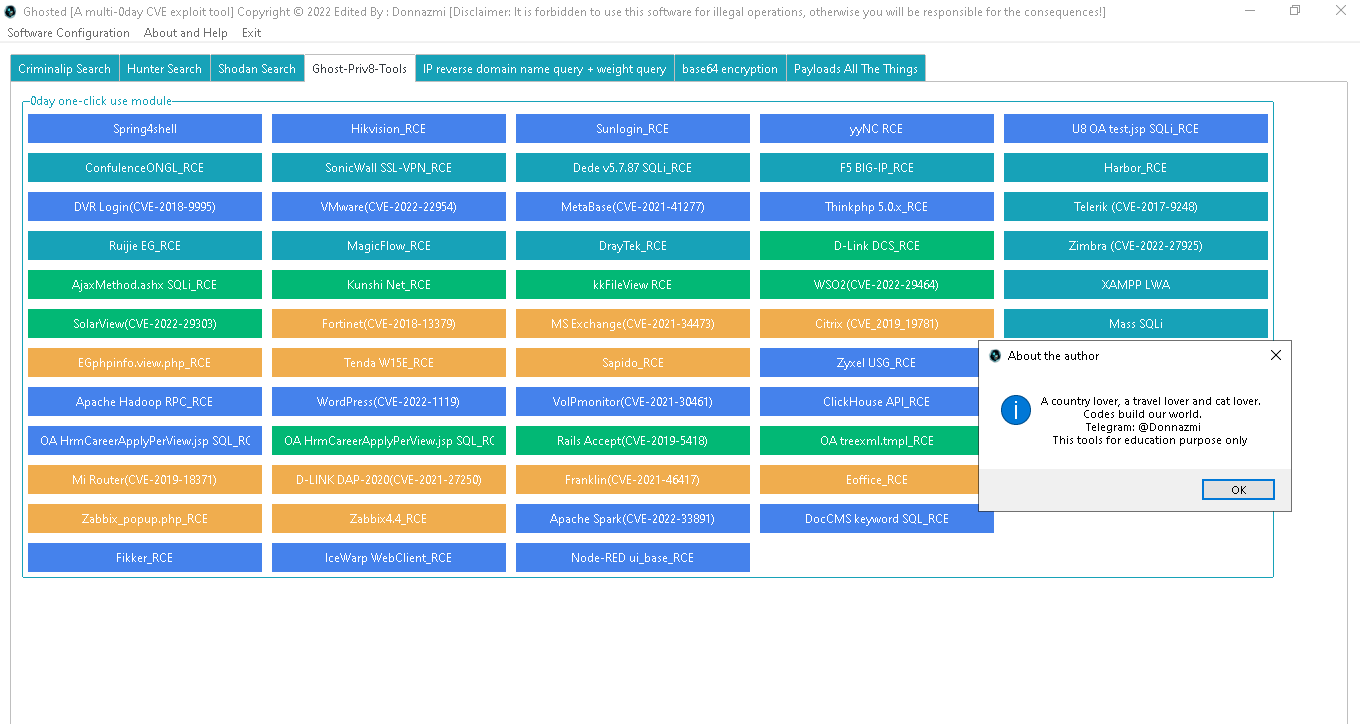 Ghosted [A multi-0day CVE exploit tool] Copyright © 2022 Edited By : Donnazmi [Disclaimer: It is forbidden to use this software for illegal operations, otherwise you will be responsible for the consequences!]
Software Configuration About and Help Exit
Criminalip Search Hunter Search Shodan Search Ghost-Priv8-Tools IP reverse domain name query + weight query base64 encryption Payloads All The Things
0day one-click use module
Spring4shell Hikvision_RCE Sunlogin_RCE yyNC RCE U8 OA test.jsp SQLi_RCE
ConfulenceONGL_RCE SonicWall SSL-VPN_RCE Dede v5.7.87 SQLi_RCE F5 BIG-IP_RCE Harbor_RCE
DVR Login(CVE-2018-9995) VMware(CVE-2022-22954) MetaBase(CVE-2021-41277) Thinkphp 5.0.x_RCE Telerik (CVE-2017-9248)
Ruijie EG_RCE MagicFlow_RCE DrayTek_RCE D-Link DCS_RCE Zimbra (CVE-2022-27925)
AjaxMethod.ashx SQLi_RCE Kunshi Net_RCE kkFileView RCE WSO2(CVE-2022-29464) XAMPP LWA
SolarView(CVE-2022-29303) Fortinet(CVE-2018-13379) MS Exchange(CVE-2021-34473) Citrix (CVE_2019_19781) Mass SQLi
EGphpinfo.view.php_RCE Tenda W15E_RCE Sapido_RCE Zyxel USG_RCE
Apache Hadoop RPC_RCE WordPress(CVE-2022-1119) VoIPmonitor(CVE-2021-30461) ClickHouse API_RCE
OA HrmCareerApplyPerView.jsp SQL_RC OA HrmCareerApplyPerView.jsp SQL_RC Rails Accept(CVE-2019-5418) OA treexml.tmpl_RCE
Mi Router(CVE-2019-18371) D-LINK DAP-2020(CVE-2021-27250) Franklin(CVE-2021-46417) Eoffice_RCE
Zabbix_popup.php_RCE Zabbix4.4_RCE Apache Spark(CVE-2022-33891) DocCMS keyword SQL_RCE
Fikker_RCE IceWarp WebClient_RCE Node-RED ui_base_RCE
About the author
A country lover, a travel lover and cat lover.
Codes build our world.
Telegram: @Donnazmi
This tools for education purpose only
OK